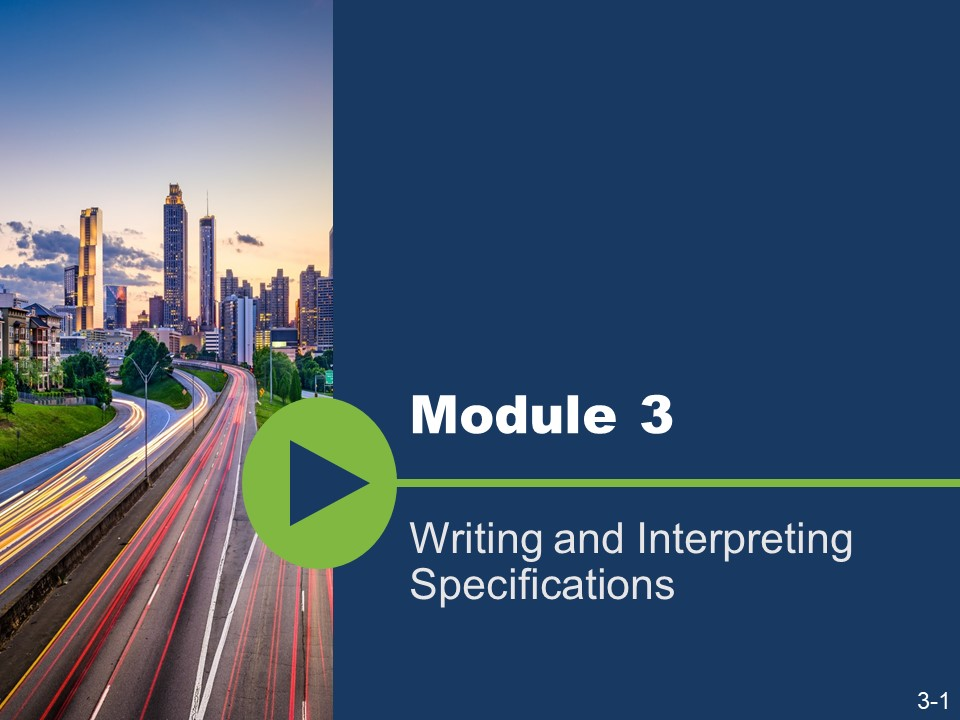 Module 3
Writing and Interpreting
Specifications
3-1